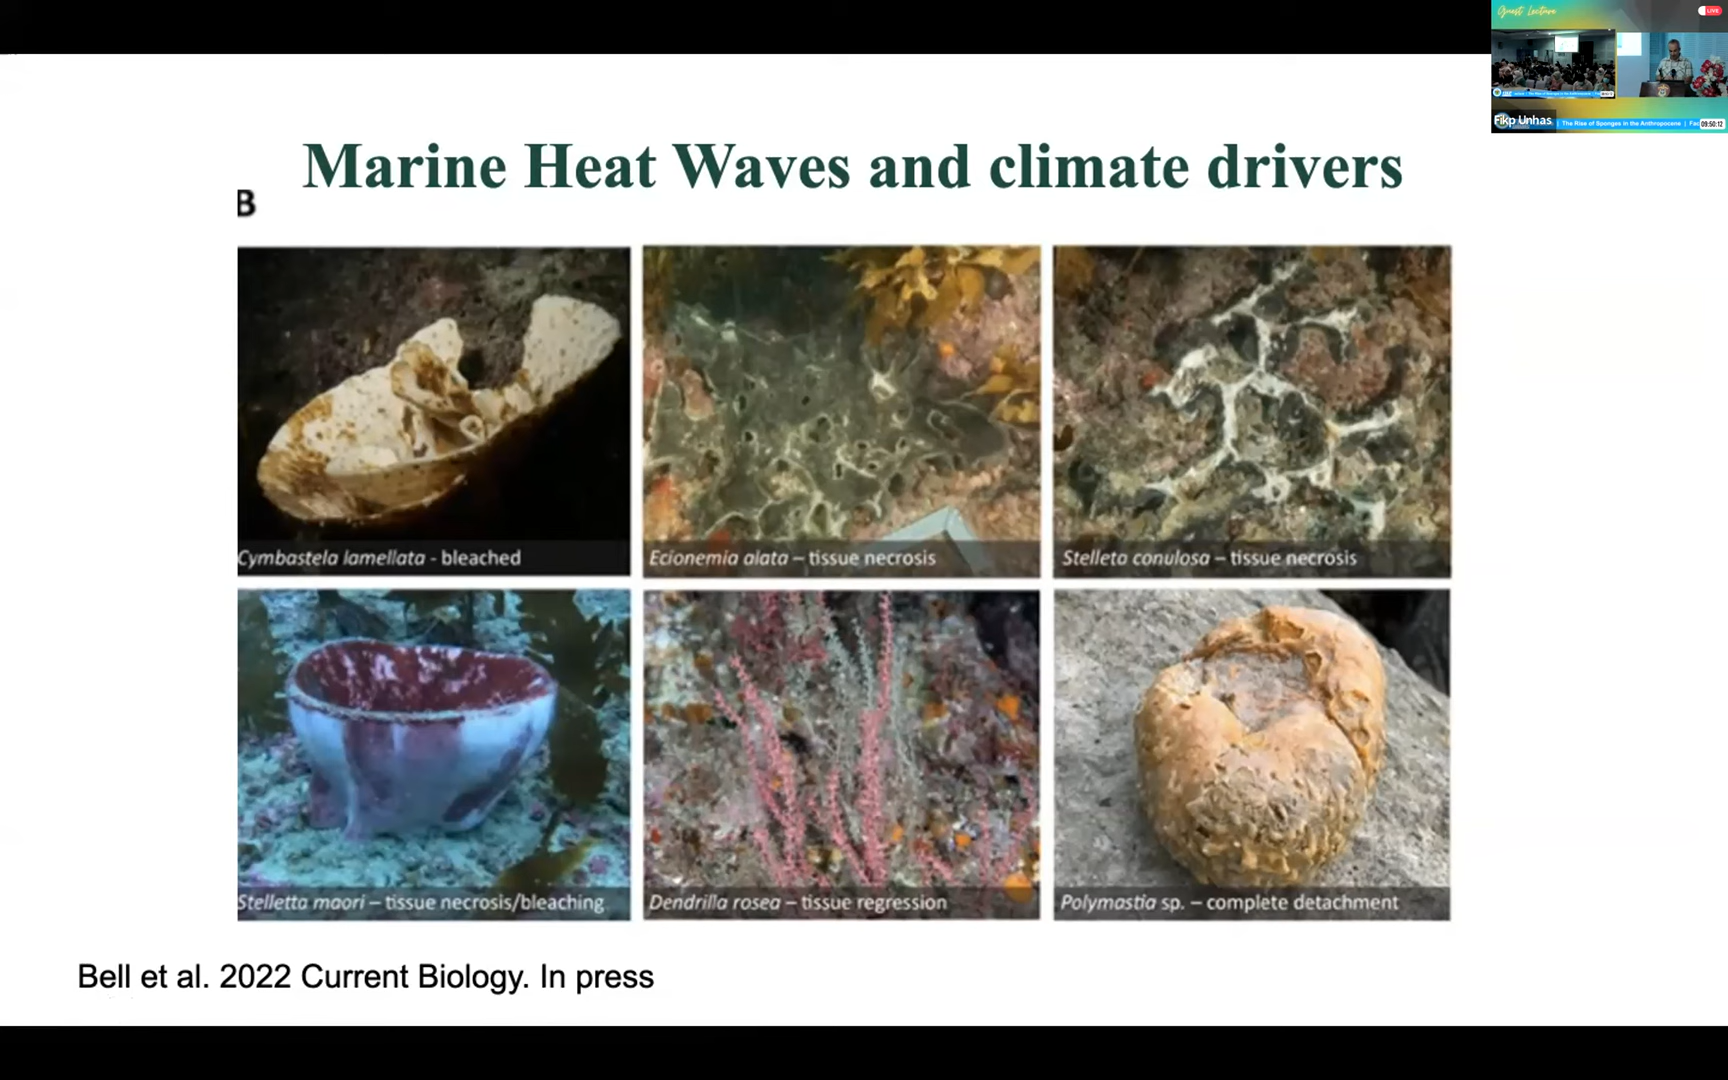 Guest Lecture
LIVE
Fikp Unhas
The Rise of Sponges in the Anthropocene | Fac
09:50:12
Marine Heat Waves and climate drivers
B
Cymbastela lamellata - bleached
Ecionemia alata – tissue necrosis
Stelleta conulosa – tissue necrosis
Stelletta maori – tissue necrosis/bleaching
Dendrilla rosea – tissue regression
Polymastia sp. – complete detachment
Bell et al. 2022 Current Biology. In press